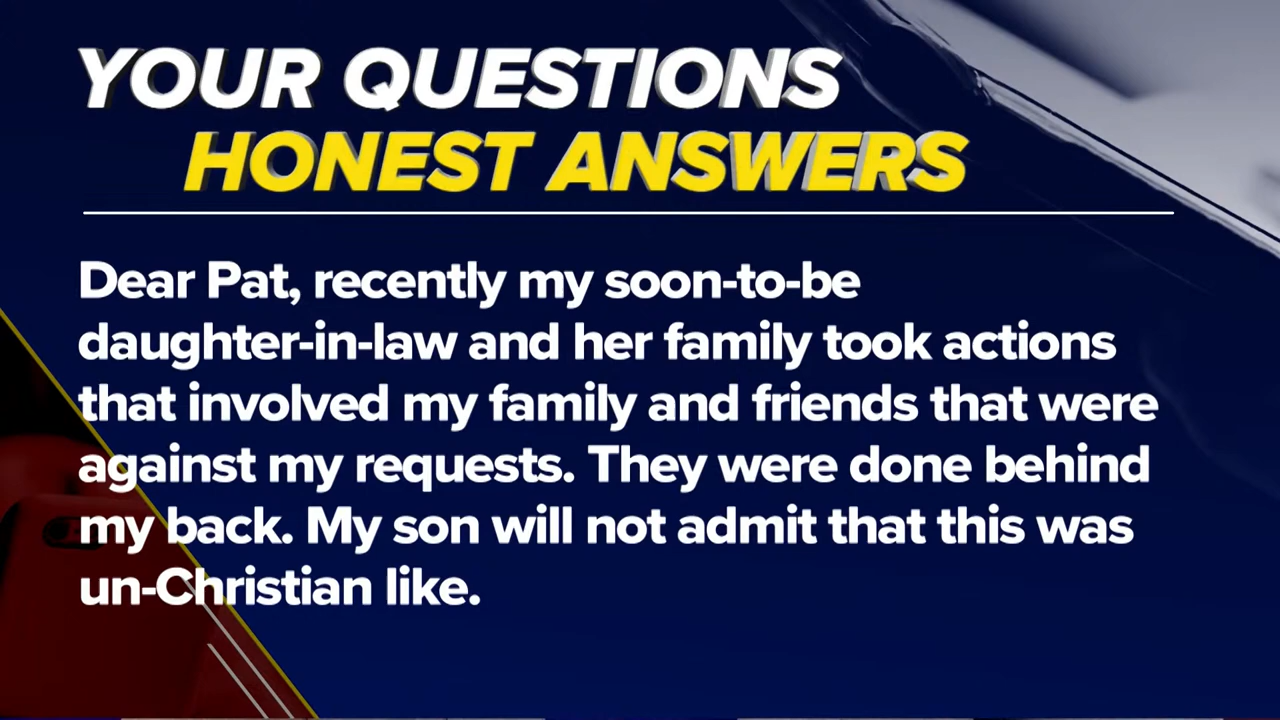 YOUR QUESTIONS
HONEST ANSWERS
Dear Pat, recently my soon-to-be
daughter-in-law and her family took actions
that involved my family and friends that were
against my requests. They were done behind
my back. My son will not admit that this was
un-Christian like.